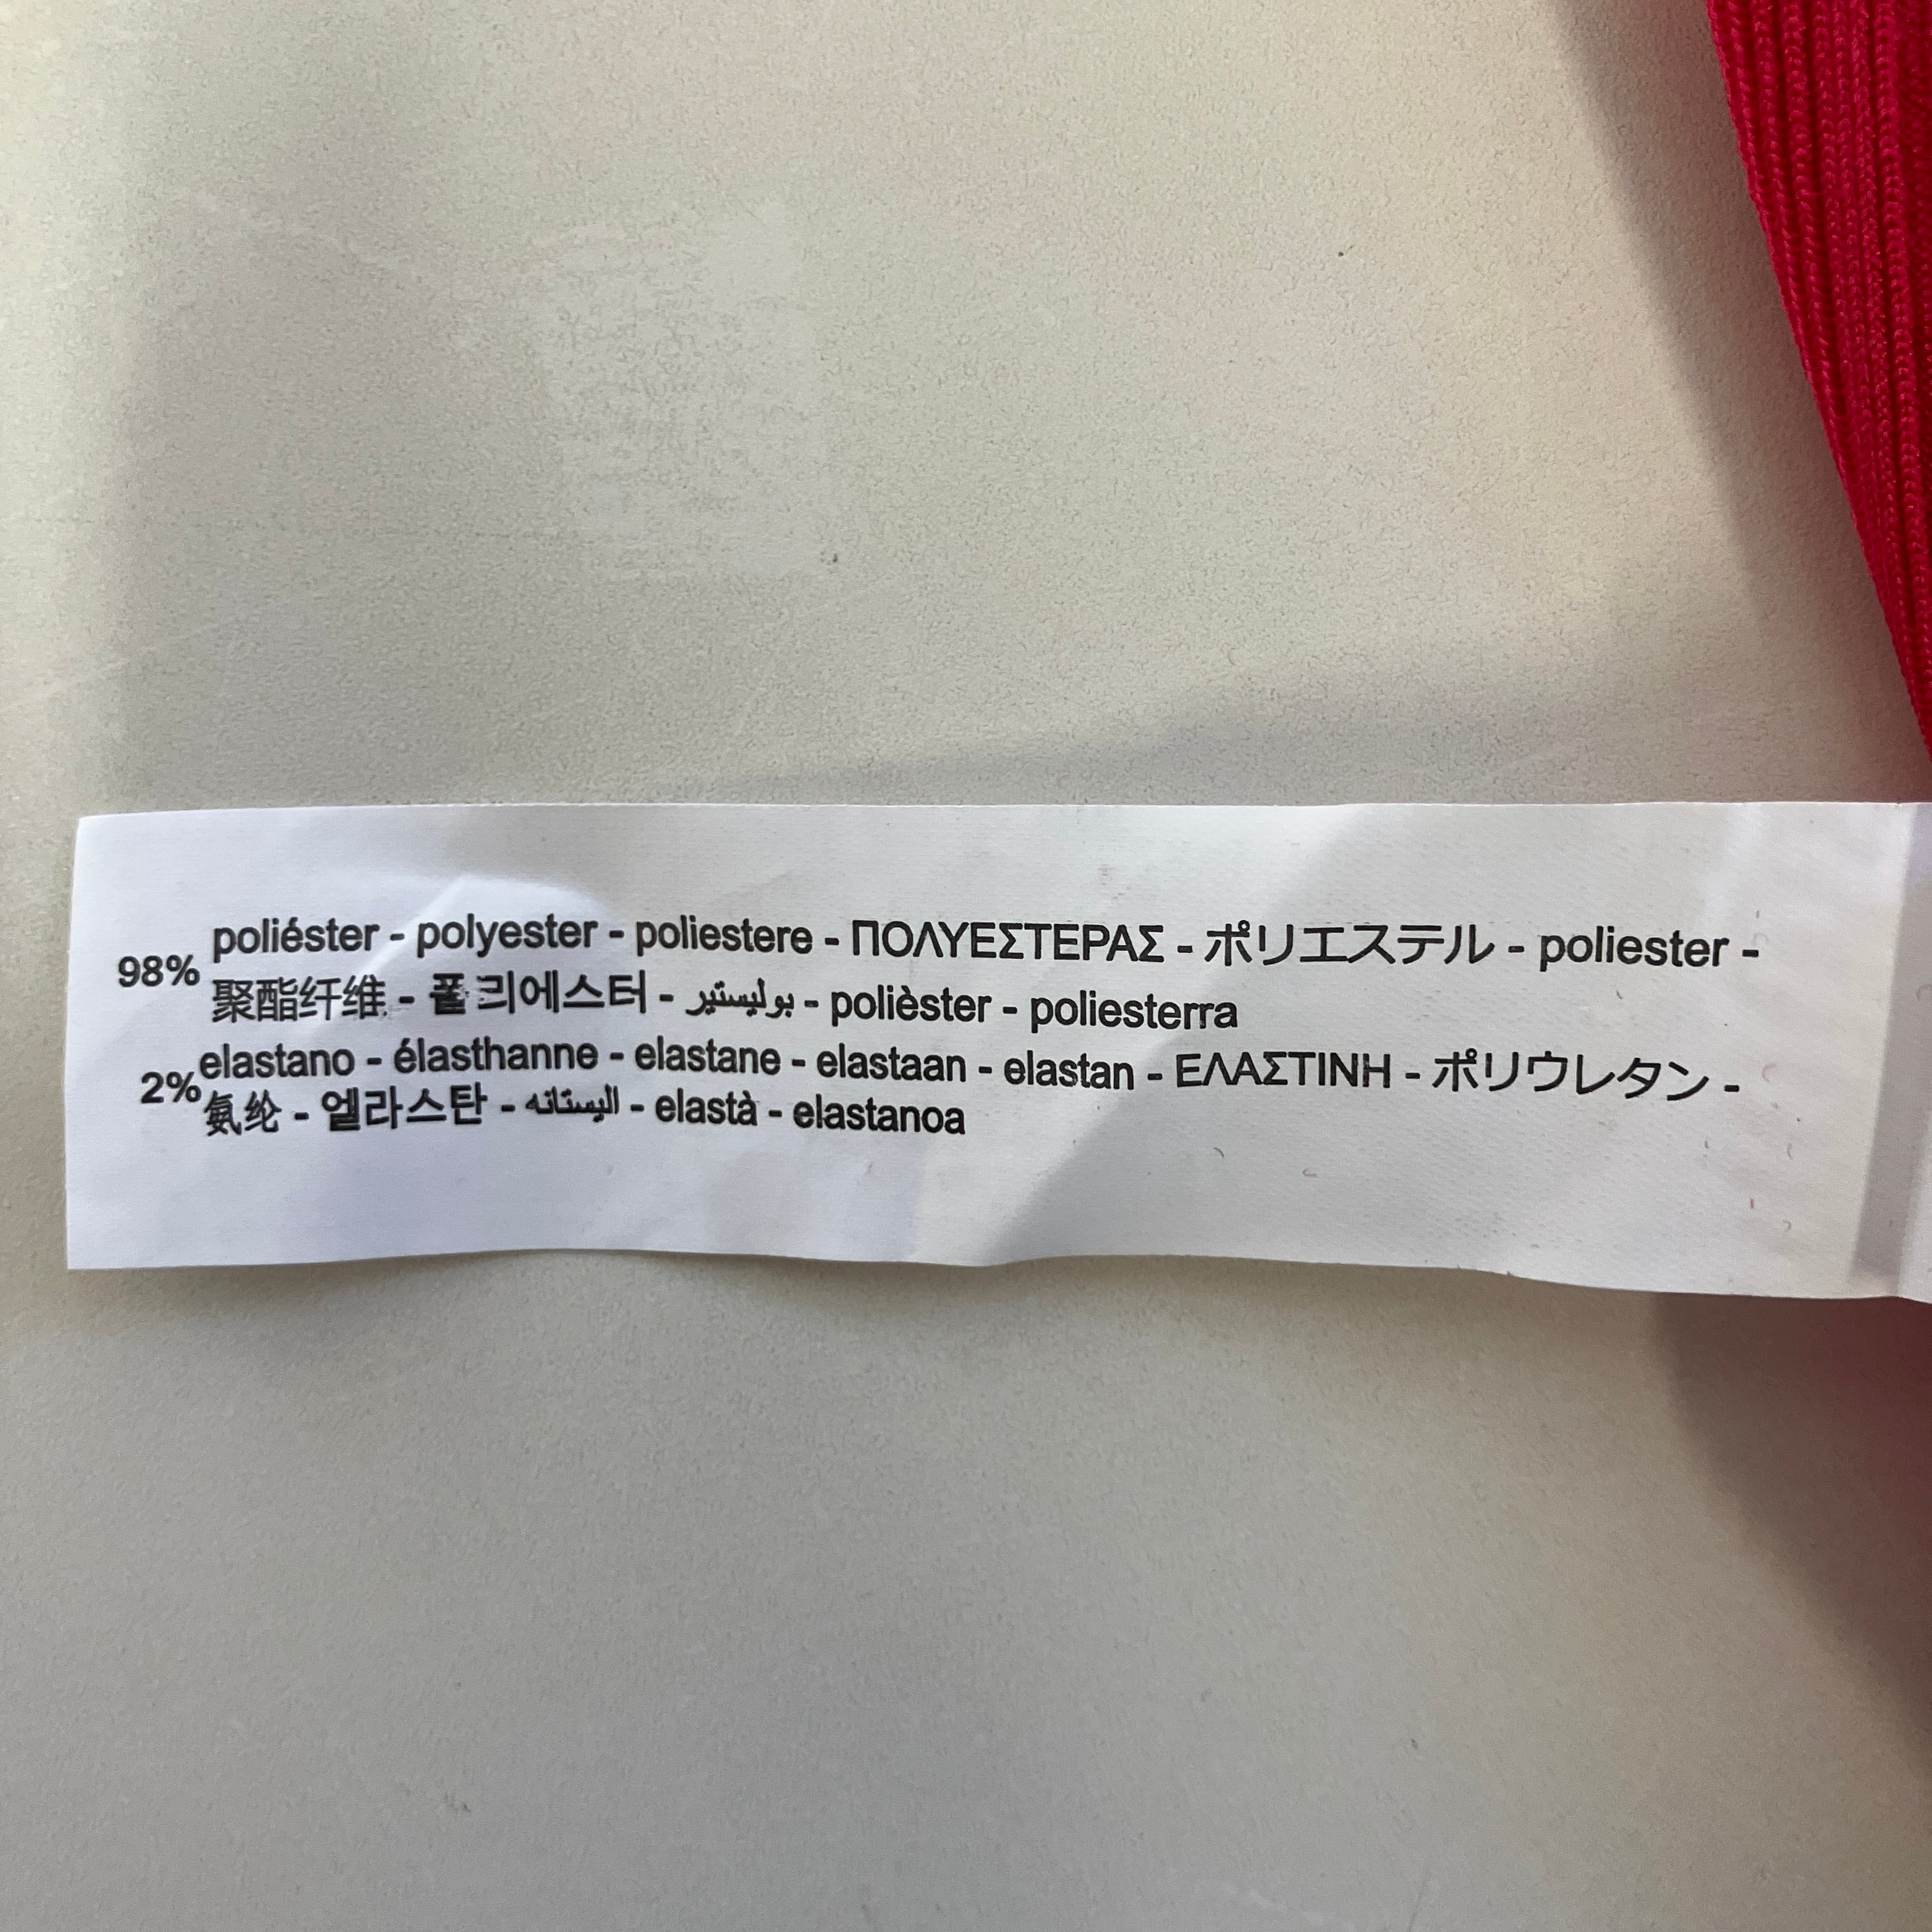 98% poliéster - polyester - poliestere - ΠΟΛΥΕΣΤΕΡΑΣ - ポリエステル - poliester -
聚酯纤维 - 폴리에스터 - بوليستير - polièster - poliesterra
2% elastano - élasthanne - elastane - elastaan - elastan - ΕΛΑΣΤΙΝΗ - ポリウレタン -
氨纶 - 엘라스탄 - اليستانه - elastà - elastanoa